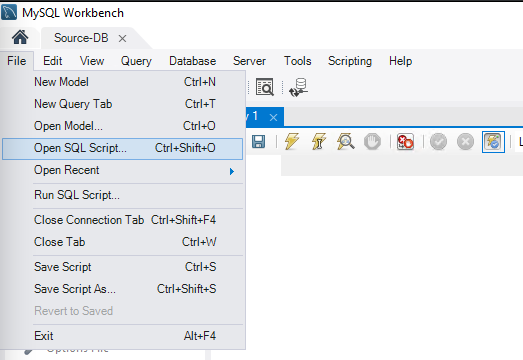 MySQL Workbench
Source-DB
File Edit View Query Database Server Tools Scripting Help
New Model Ctrl+N
New Query Tab Ctrl+T
Open Model... Ctrl+O
1
Open SQL Script... Ctrl+Shift+O
Open Recent
Run SQL Script...
Close Connection Tab Ctrl+Shift+F4
Close Tab Ctrl+W
Save Script Ctrl+S
Save Script As... Ctrl+Shift+S
Revert to Saved
Exit Alt+F4
Options File